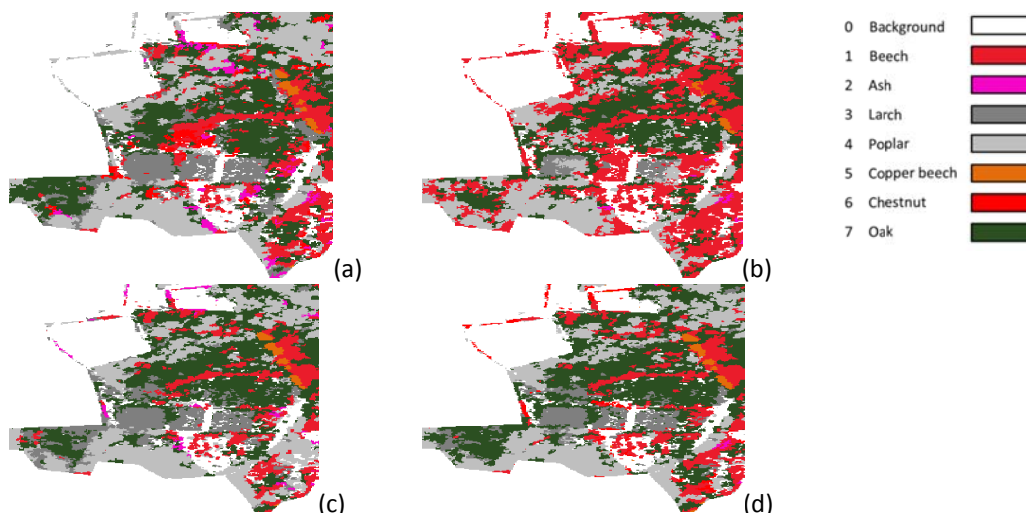 0 Background
1 Beech
2 Ash
3 Larch
4 Poplar
5 Copper beech
6 Chestnut
7 Oak
(a)
(b)
(c)
(d)